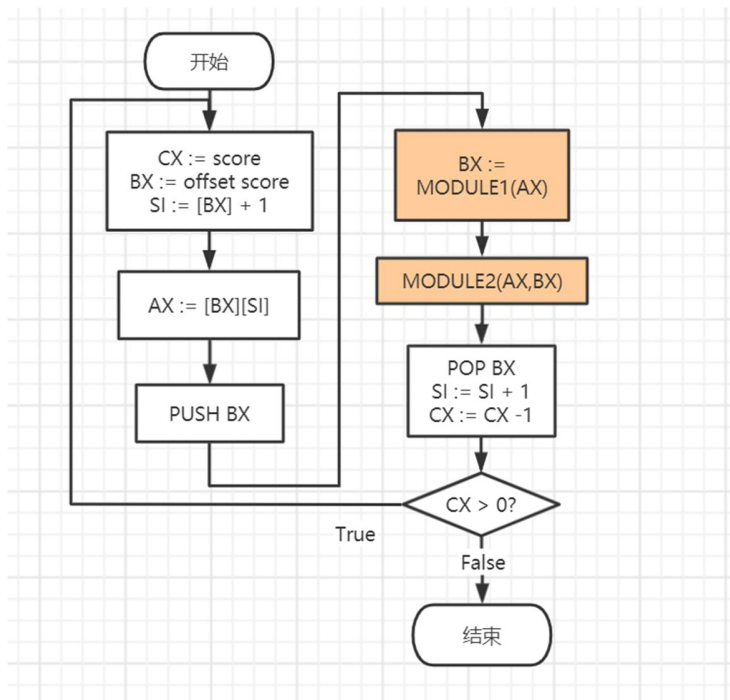 开始
CX := score
BX := offset score
SI := [BX] + 1
AX := [BX][SI]
PUSH BX
BX :=
MODULE1(AX)
MODULE2(AX,BX)
POP BX
SI := SI + 1
CX := CX -1
CX > 0?
True
False
结束